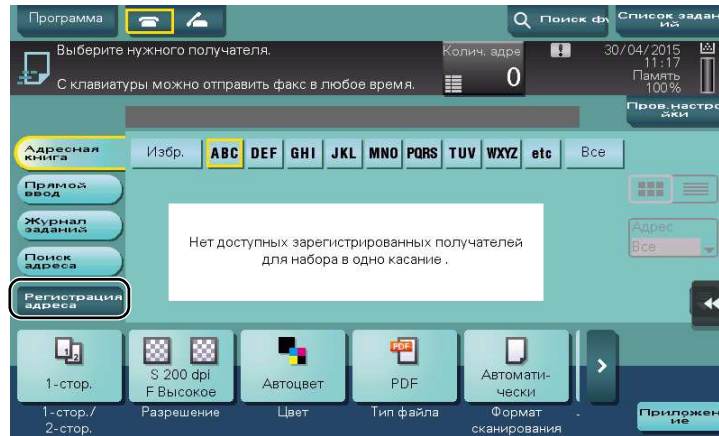 Программа
Поиск фу
Список задан
ия
Выберите нужного получателя.
С клавиатуры можно отправить факс в любое время.
Колич. адре
0
30/04/2015
11:17
Память
100%
Пров.настро
йки
Адресная
книга
Избр.
ABC
DEF
GHI
JKL
MNO
PQRS
TUV
WXYZ
etc
Все
Прямой
ввод
Журнал
заданий
Поиск
адреса
Регистрация
адреса
Нет доступных зарегистрированных получателей
для набора в одно касание .
Адрес
Все
1-стор.
S 200 dpi
F Высокое
Автоцвет
PDF
PDF
Автомати-
чески
1-стор./
2-стор.
Разрешение
Цвет
Тип файла
Формат
сканирования
Приложен
ие